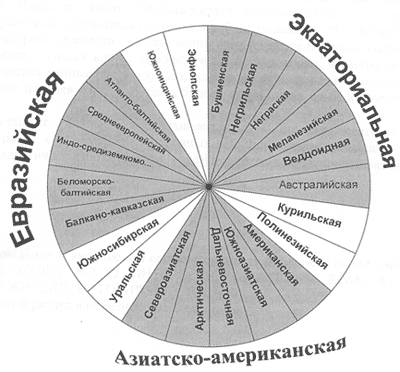 Экваториальная
Евразийская
Азиатско-американская
Бушменская
Негрильская
Неграская
Меланезийская
Веддоидная
Австралийская
Курильская
Полинезийская
Американская
Южноазиатская
Дальневосточная
Арктическая
Североазиатская
Уральская
Южносибирская
Балкано-кавказская
Беломорско-
балтийская
Индо-средиземномо...
Среднеевропейская
Атланто-балтийская
Южноиндийская
Эфиопская